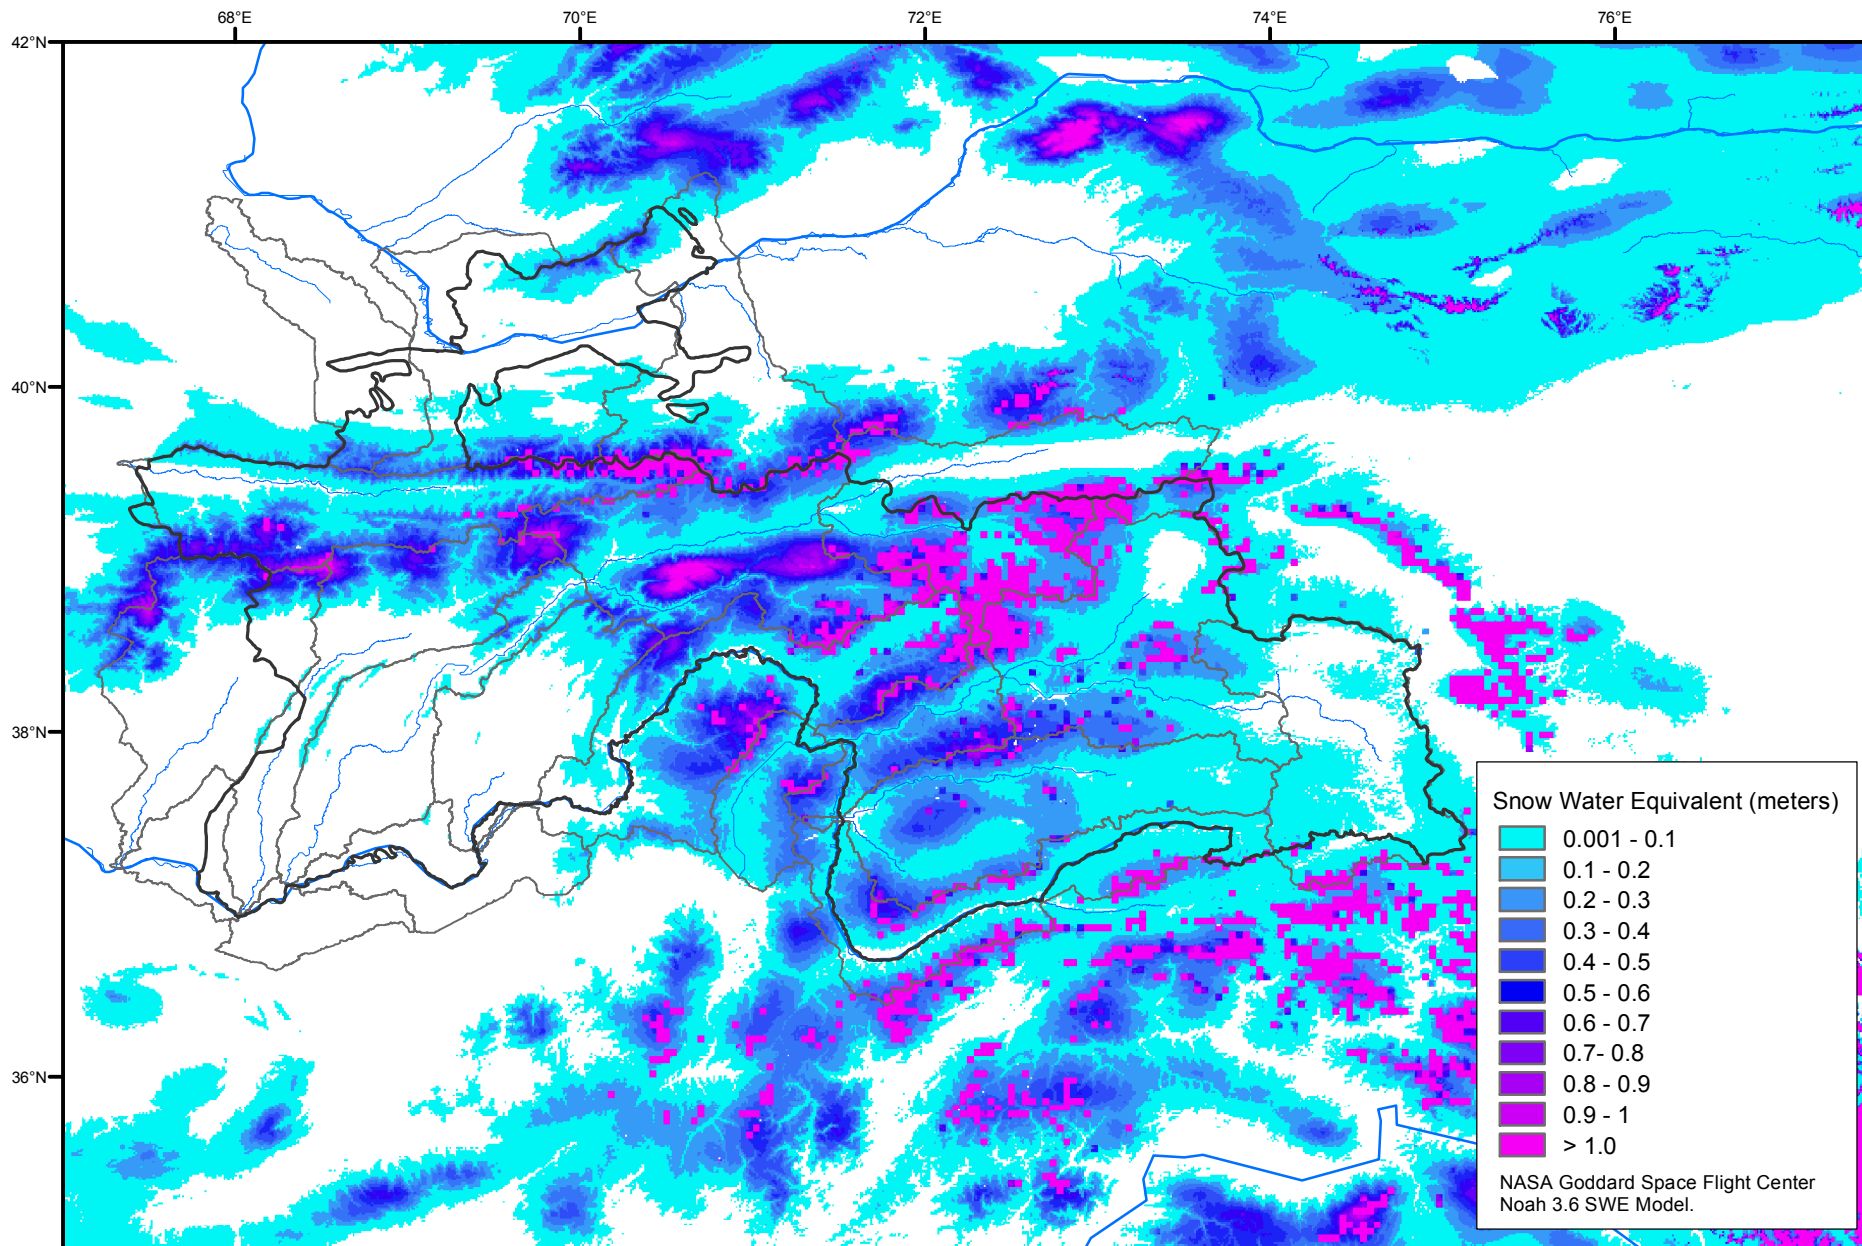 68°E 70°E 72°E 74°E 76°E
42°N
40°N
38°N
36°N
Snow Water Equivalent (meters)
0.001 - 0.1
0.1 - 0.2
0.2 - 0.3
0.3 - 0.4
0.4 - 0.5
0.5 - 0.6
0.6 - 0.7
0.7- 0.8
0.8 - 0.9
0.9 - 1
> 1.0
NASA Goddard Space Flight Center
Noah 3.6 SWE Model.